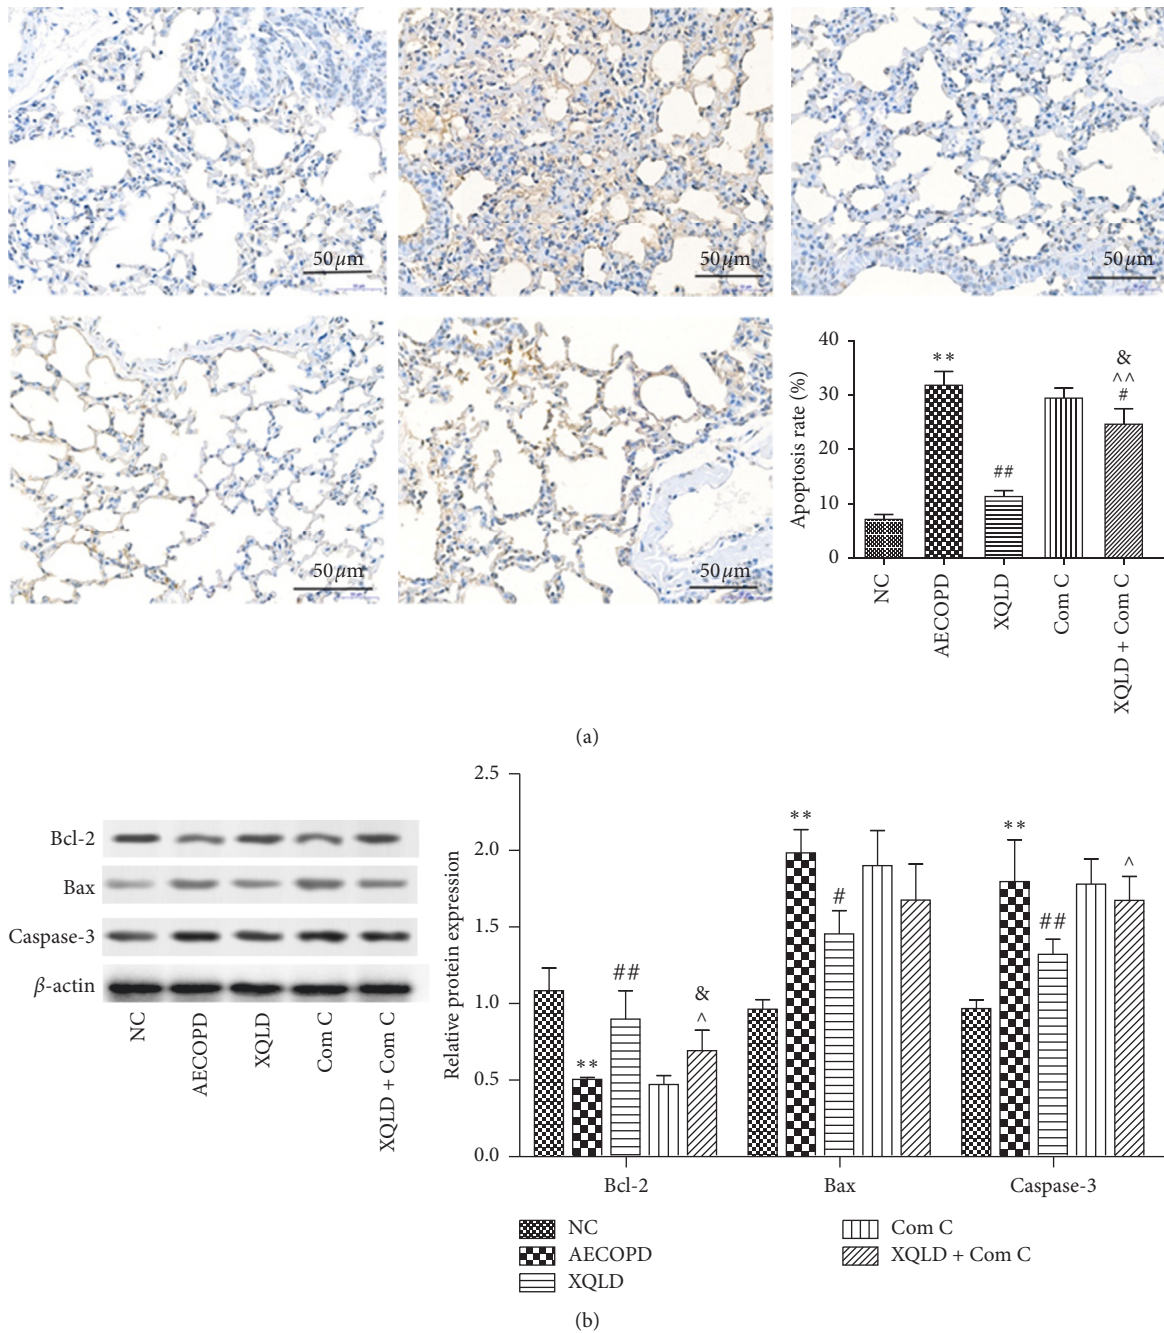 50 μm
50 μm
50 μm
50 μm
50 μm
Apoptosis rate (%)
40
30
20
10
0
**
##
&
^^
#
NC
AECOPD
XQLD
Com C
XQLD + Com C
(a)
Bcl-2
Bax
Caspase-3
β-actin
NC
AECOPD
XQLD
Com C
XQLD + Com C
Relative protein expression
2.5
2.0
1.5
1.0
0.5
0.0
**
##
&
^
**
#
**
##
^
Bcl-2
Bax
Caspase-3
NC
AECOPD
XQLD
Com C
XQLD + Com C
(b)